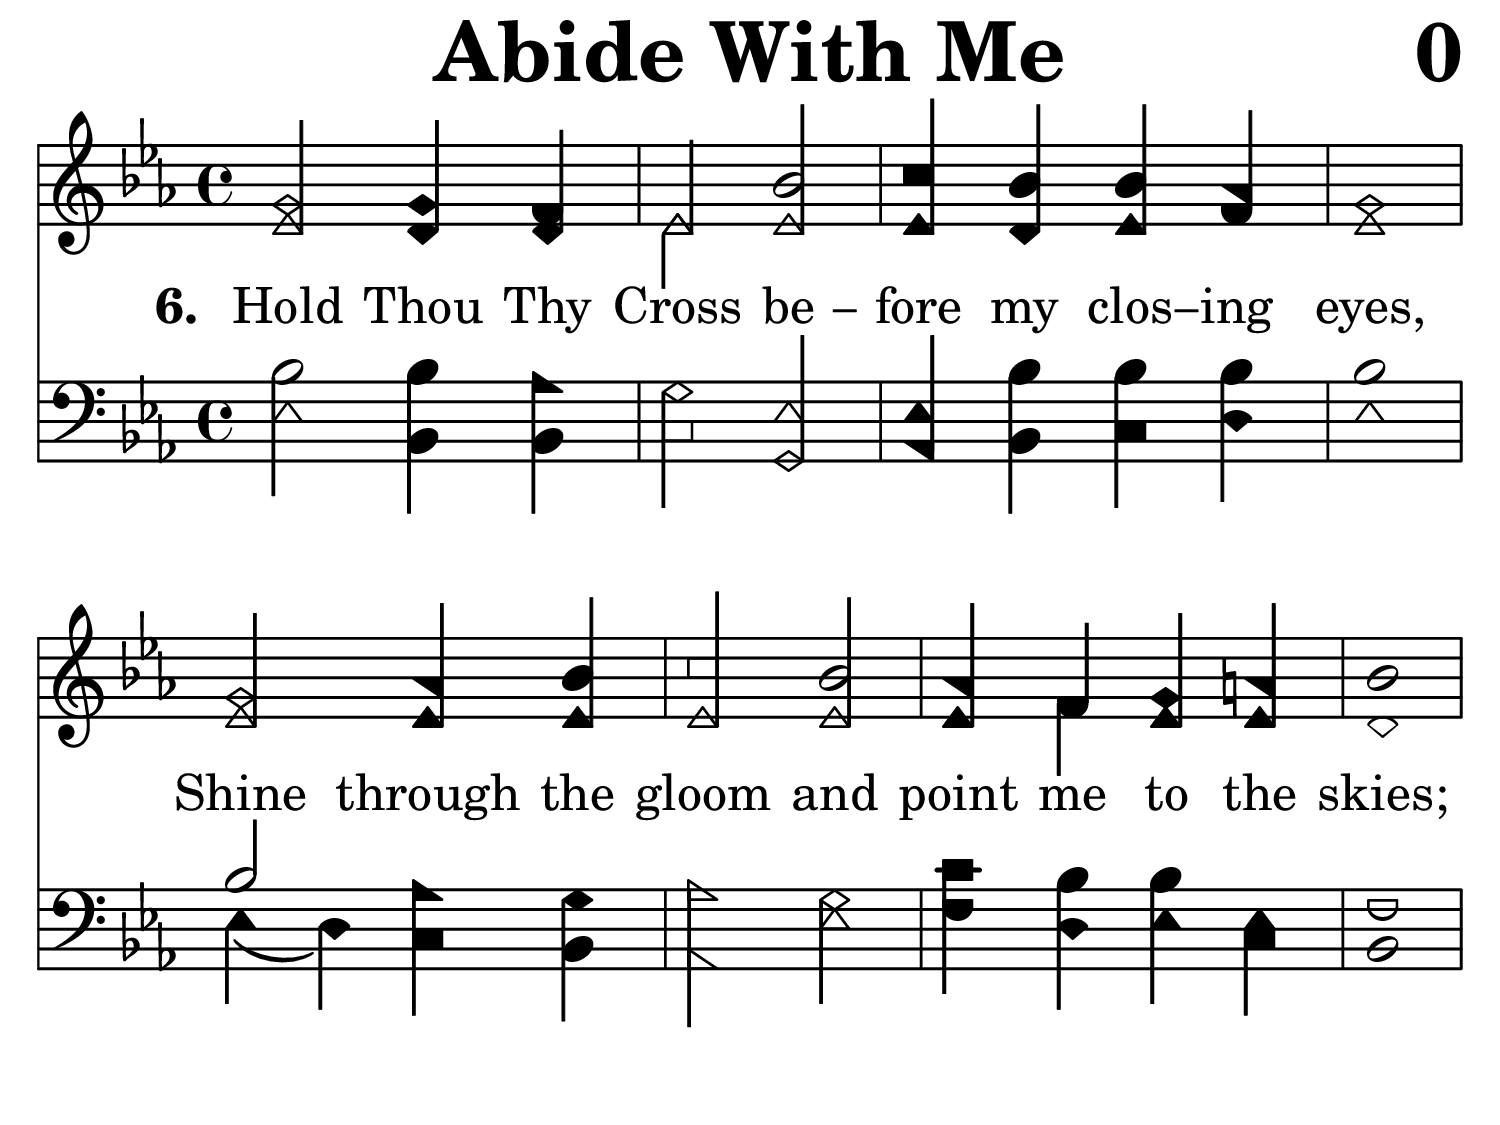 Abide With Me 0
6. Hold Thou Thy Cross be – fore my clos–ing eyes,
Shine through the gloom and point me to the skies;